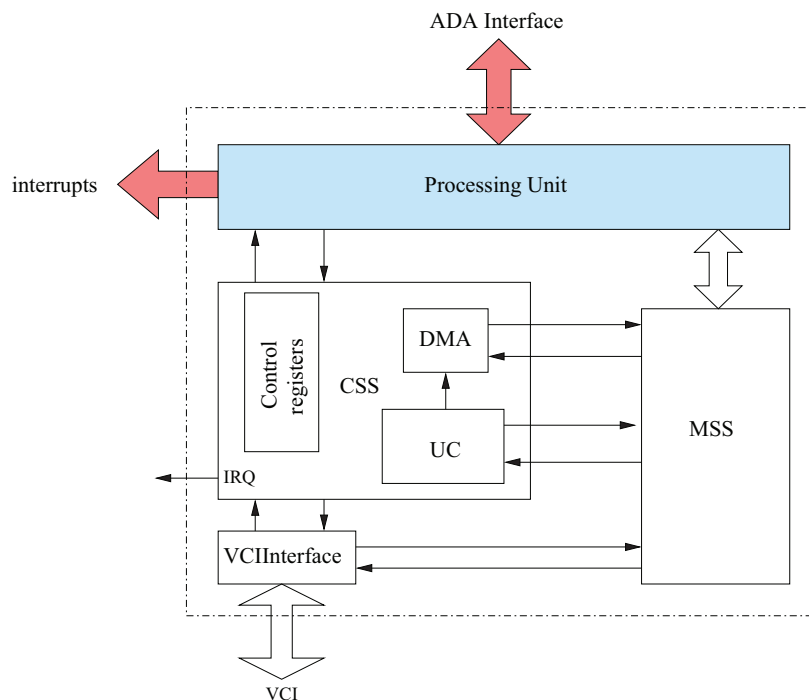 ADA Interface
interrupts
Processing Unit
Control
registers
CSS
DMA
UC
MSS
IRQ
VCIInterface
VCI